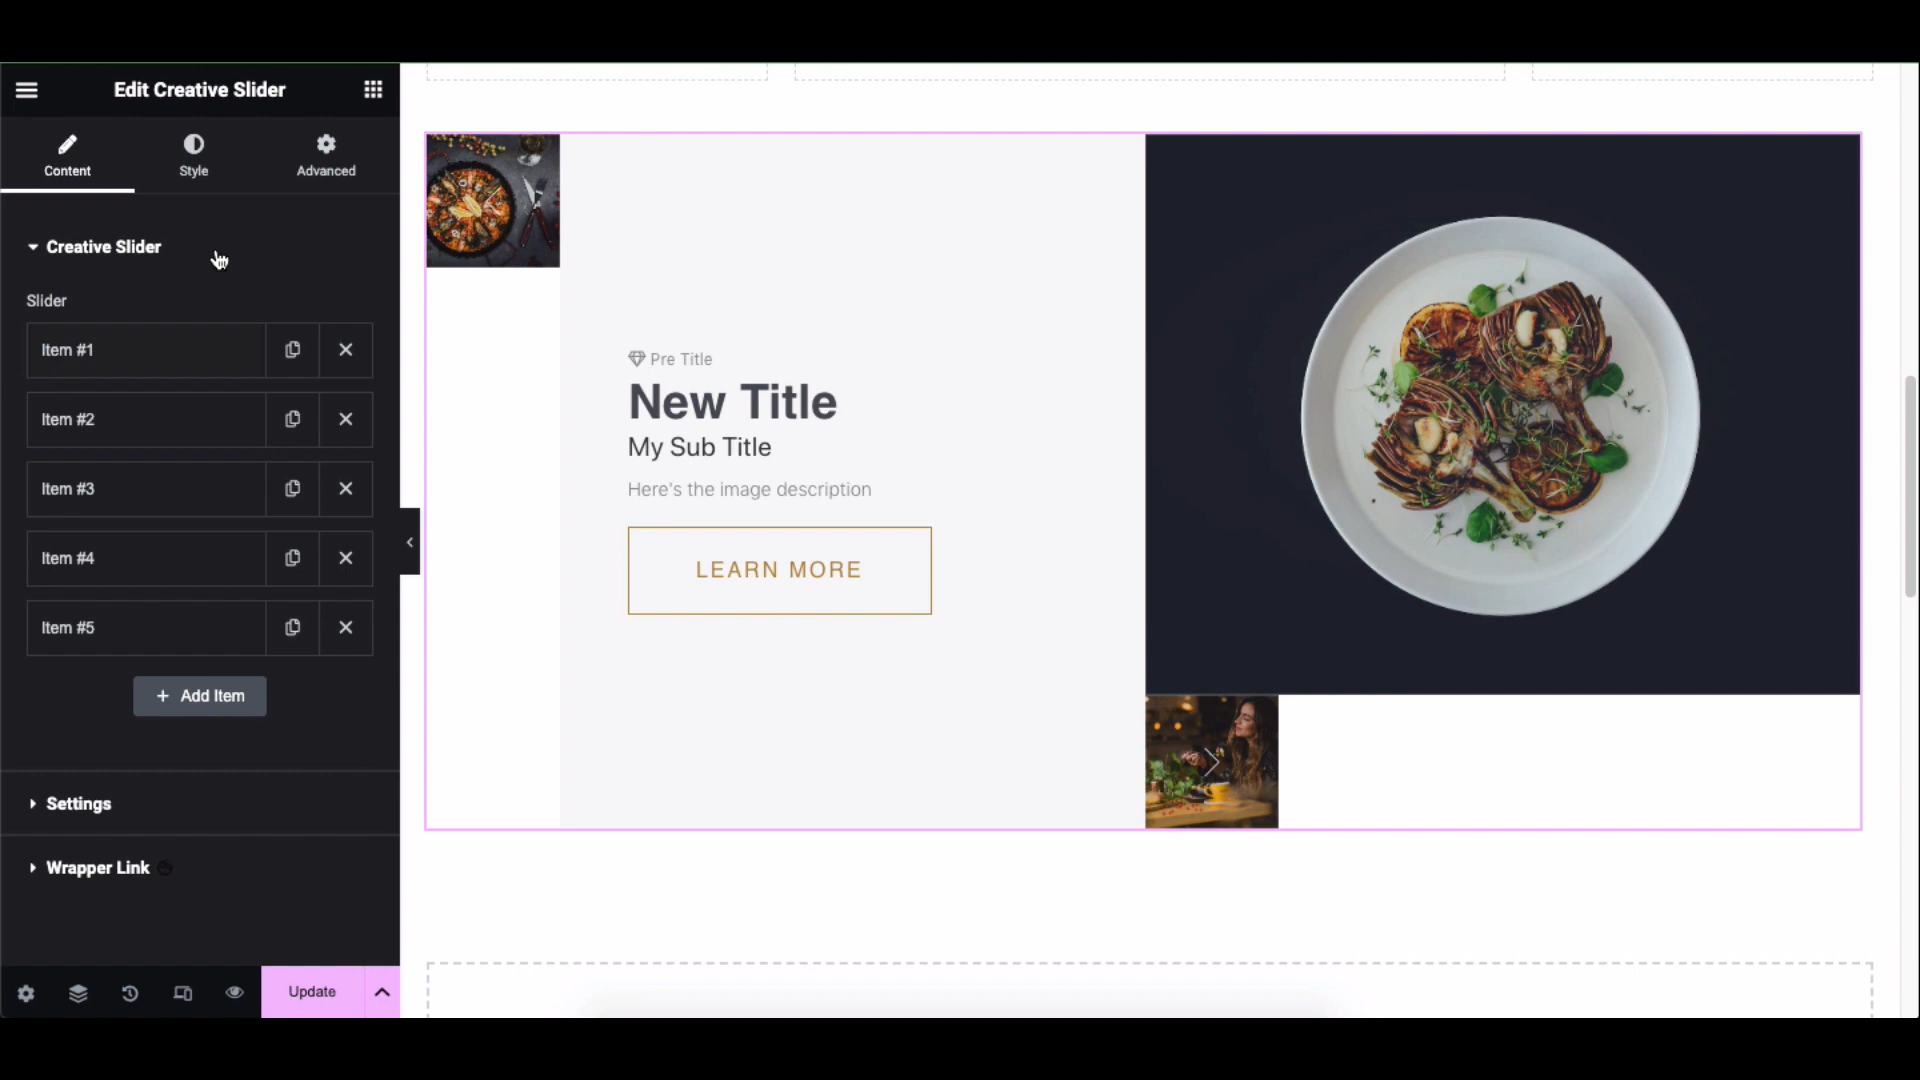 Edit Creative Slider
Content
Style
Advanced
Creative Slider
Slider
Item #1
Item #2
Item #3
Item #4
Item #5
+ Add Item
Settings
Wrapper Link
Update
Pre Title
New Title
My Sub Title
Here's the image description
LEARN MORE